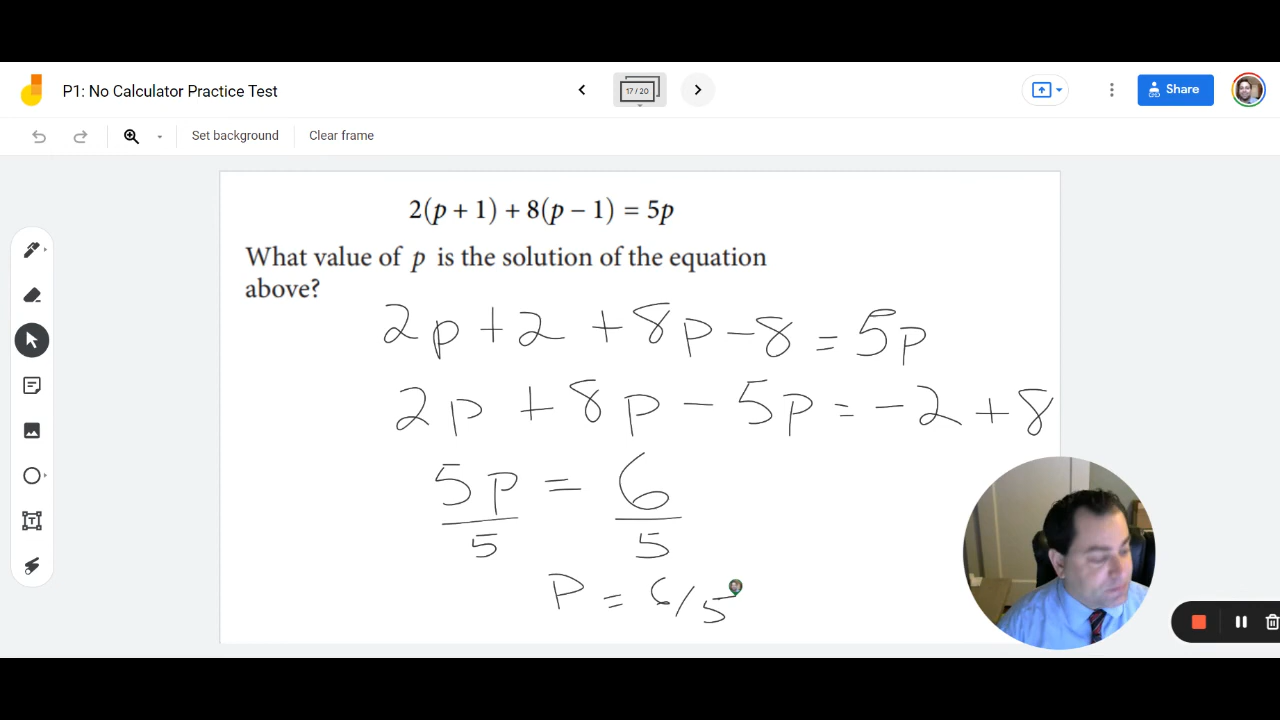 P1: No Calculator Practice Test
17 / 20
Share
Set background
Clear frame
2(p + 1) + 8(p − 1) = 5p
What value of p is the solution of the equation
above?
2p + 2 + 8p − 8 = 5p
2p + 8p − 5p = −2 + 8
5p = 6
5 5
P = 6/5